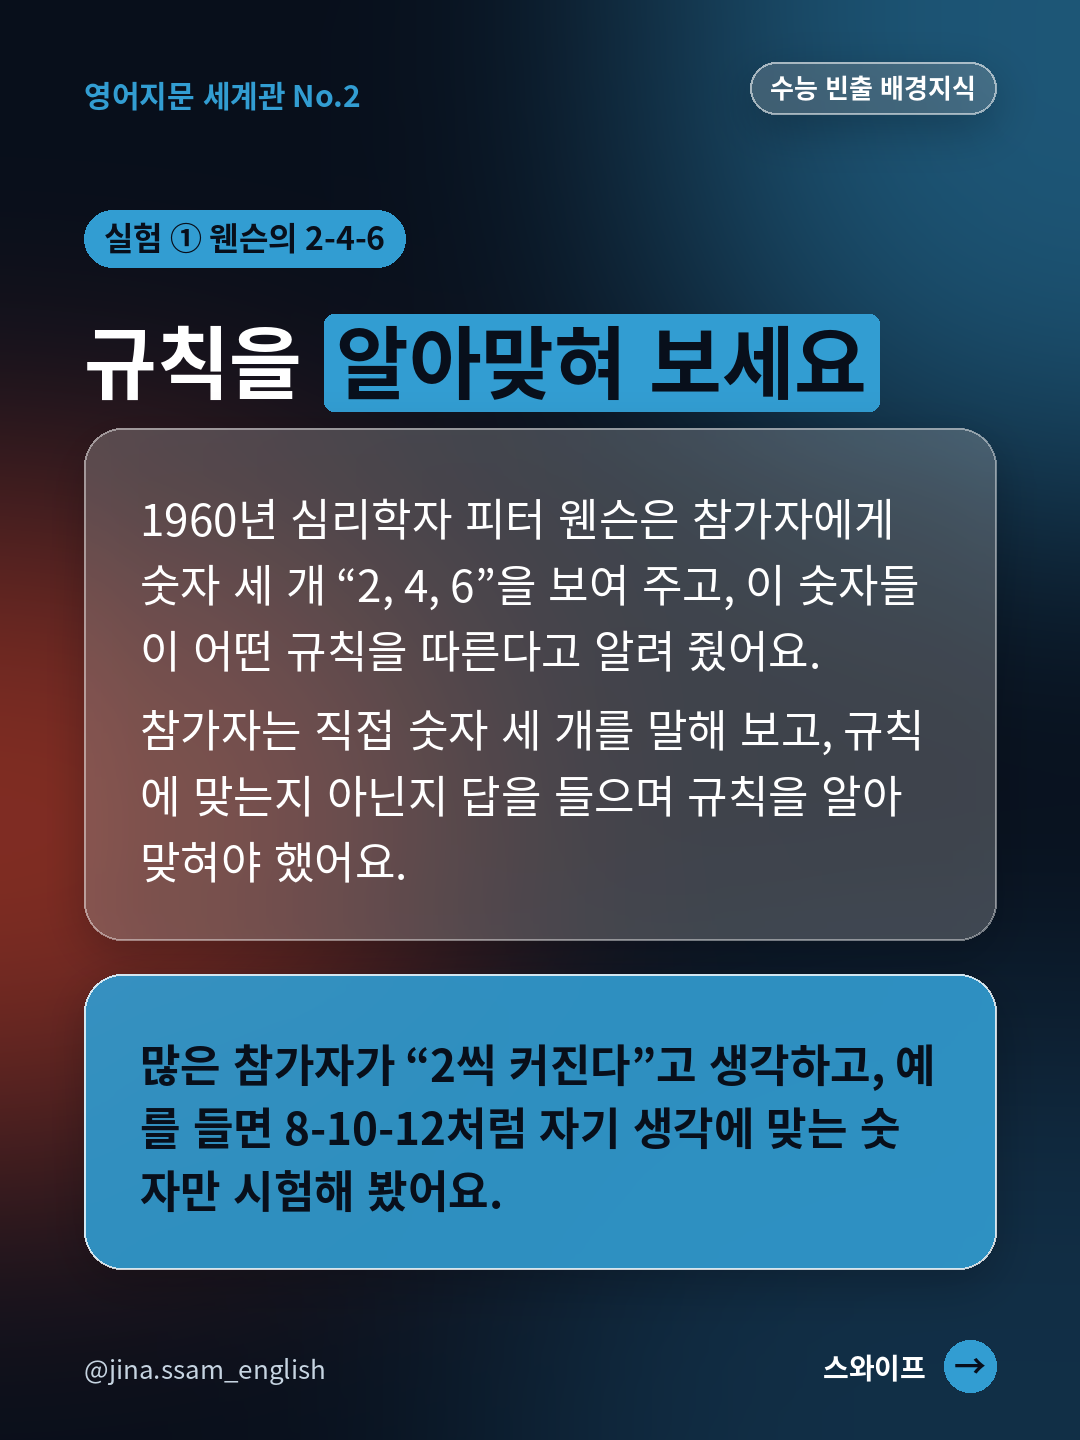 영어지문 세계관 No.2
수능 빈출 배경지식
실험 ① 웬슨의 2-4-6
규칙을 알아맞혀 보세요
1960년 심리학자 피터 웬슨은 참가자에게
숫자 세 개 “2, 4, 6”을 보여 주고, 이 숫자들
이 어떤 규칙을 따른다고 알려 줬어요.
참가자는 직접 숫자 세 개를 말해 보고, 규칙
에 맞는지 아닌지 답을 들으며 규칙을 알아
맞혀야 했어요.
많은 참가자가 “2씩 커진다”고 생각하고, 예
를 들면 8-10-12처럼 자기 생각에 맞는 숫
자만 시험해 봤어요.
@jina.ssam_english
스와이프 →